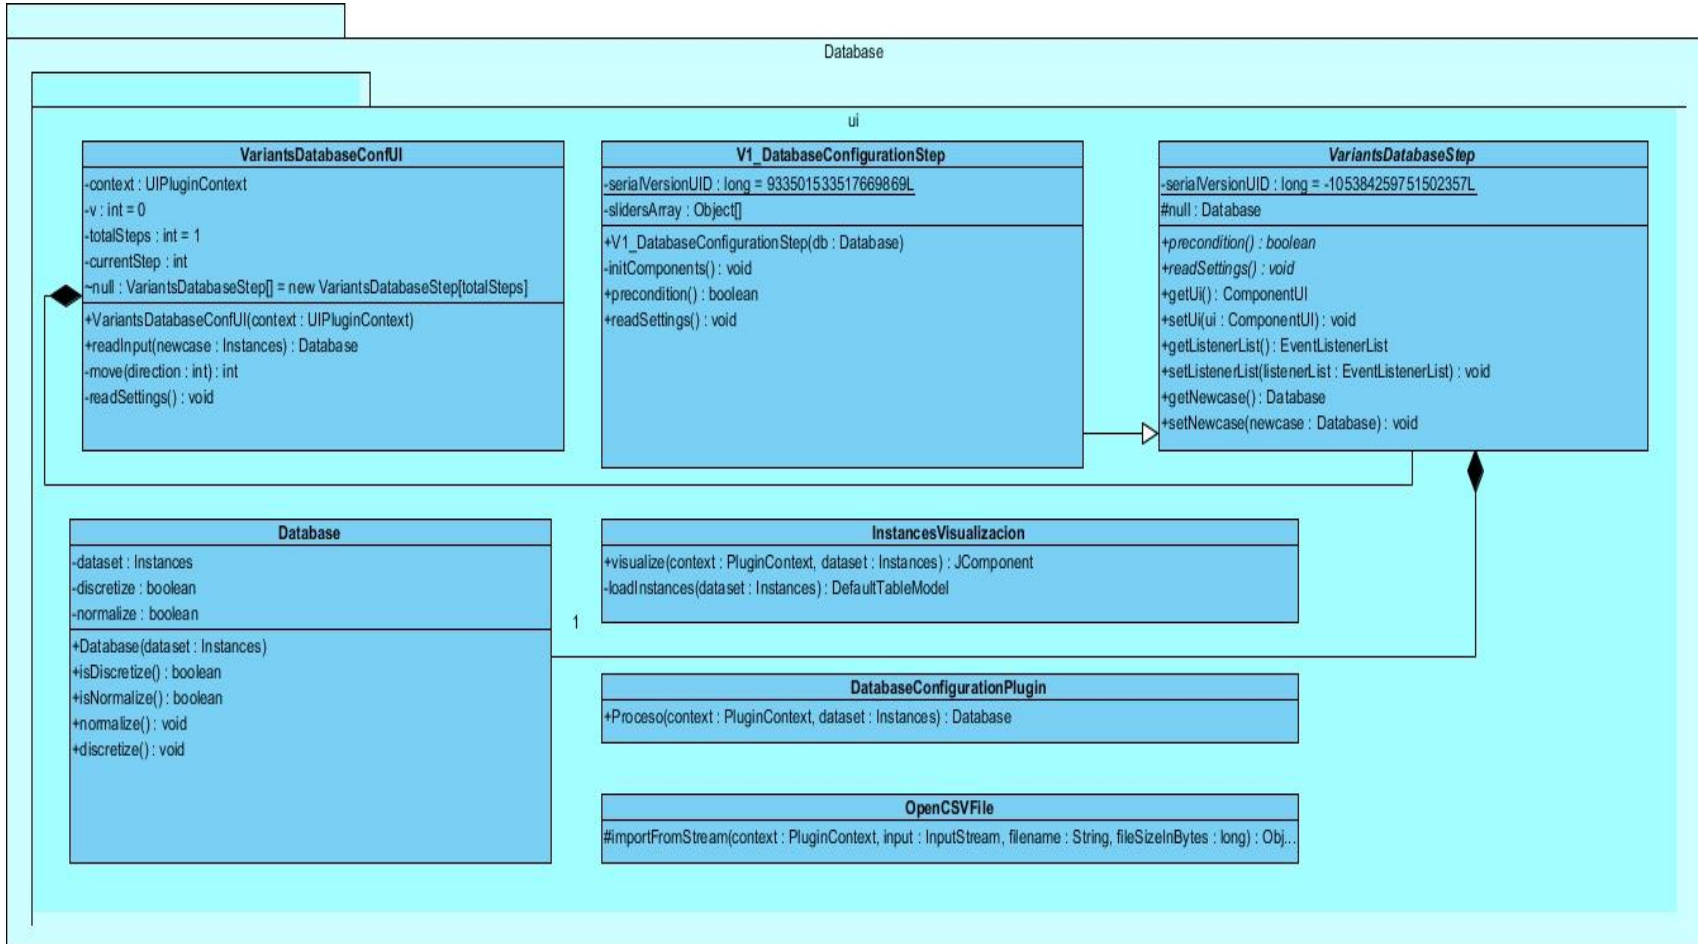 Database
ui
VariantsDatabaseConfUI
-context : UIPluginContext
-v : int = 0
-totalSteps : int = 1
-currentStep : int
~null : VariantsDatabaseStep[] = new VariantsDatabaseStep[totalSteps]
+VariantsDatabaseConfUI(context : UIPluginContext)
+readInput(newcase : Instances) : Database
-move(direction : int) : int
-readSettings() : void
V1_DatabaseConfigurationStep
-serialVersionUID : long = 933501533517669869L
-slidersArray : Object[]
+V1_DatabaseConfigurationStep(db : Database)
-initComponents() : void
+precondition() : boolean
+readSettings() : void
VariantsDatabaseStep
-serialVersionUID : long = -105384259751502357L
#null : Database
+precondition() : boolean
+readSettings() : void
+getUi() : ComponentUI
+setUi(ui : ComponentUI) : void
+getListenerList() : EventListenerList
+setListenerList(listenerList : EventListenerList) : void
+getNewcase() : Database
+setNewcase(newcase : Database) : void
Database
-dataset : Instances
-discretize : boolean
-normalize : boolean
+Database(dataset : Instances)
+isDiscretize() : boolean
+isNormalize() : boolean
+normalize() : void
+discretize() : void
1
InstancesVisualizacion
+visualize(context : PluginContext, dataset : Instances) : JComponent
-loadInstances(dataset : Instances) : DefaultTableModel
DatabaseConfigurationPlugin
+Proceso(context : PluginContext, dataset : Instances) : Database
OpenCSVFile
#importFromStream(context : PluginContext, input : InputStream, filename : String, fileSizeInBytes : long) : Obj...